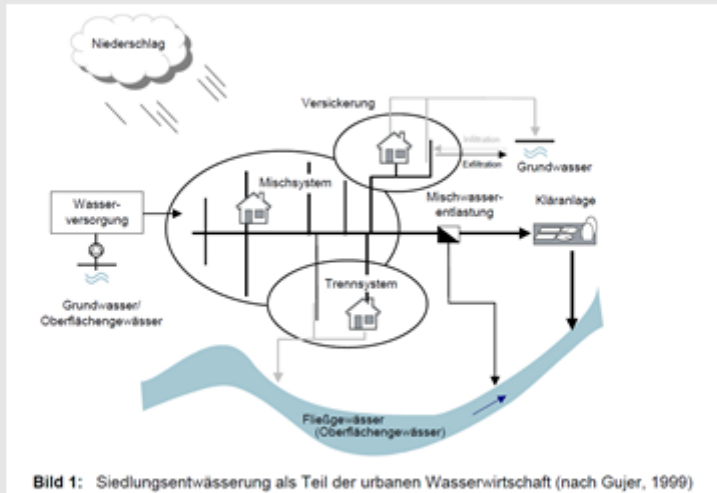 Niederschlag
Versickerung
Infiltration
Exfiltration
Grundwasser
Mischsystem
Mischwasser-
entlastung
Kläranlage
Wasser-
versorgung
Trennsystem
Grundwasser/
Oberflächengewässer
Fließgewässer
(Oberflächengewässer)
Bild 1: Siedlungsentwässerung als Teil der urbanen Wasserwirtschaft (nach Gujer, 1999)